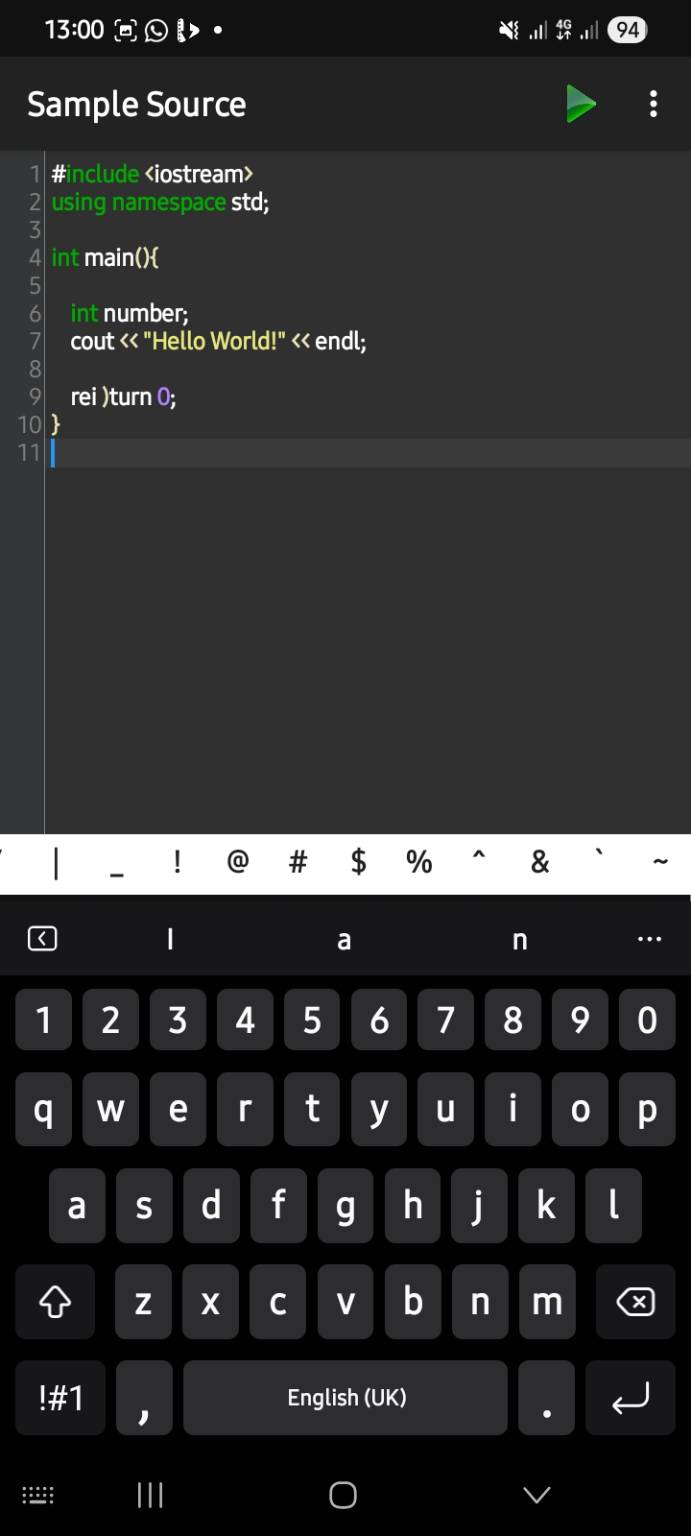 13:00 4G 94
Sample Source
1 #include <iostream>
2 using namespace std;
3
4 int main(){
5
6 int number;
7 cout << "Hello World!" << endl;
8
9 rei )turn 0;
10 }
11
| _ ! @ # $ % ^ & ` ~
l a n ...
1 2 3 4 5 6 7 8 9 0
q w e r t y u i o p
a s d f g h j k l
z x c v b n m
!#1 , English (UK) .